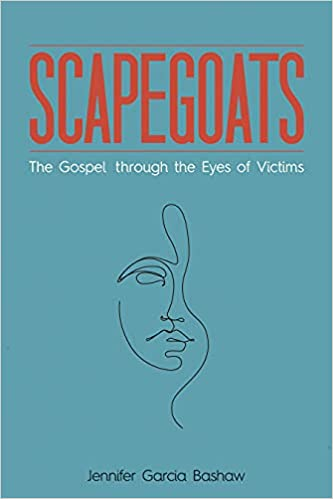 SCAPEGOATS
The Gospel through the Eyes of Victims
Jennifer Garcia Bashaw